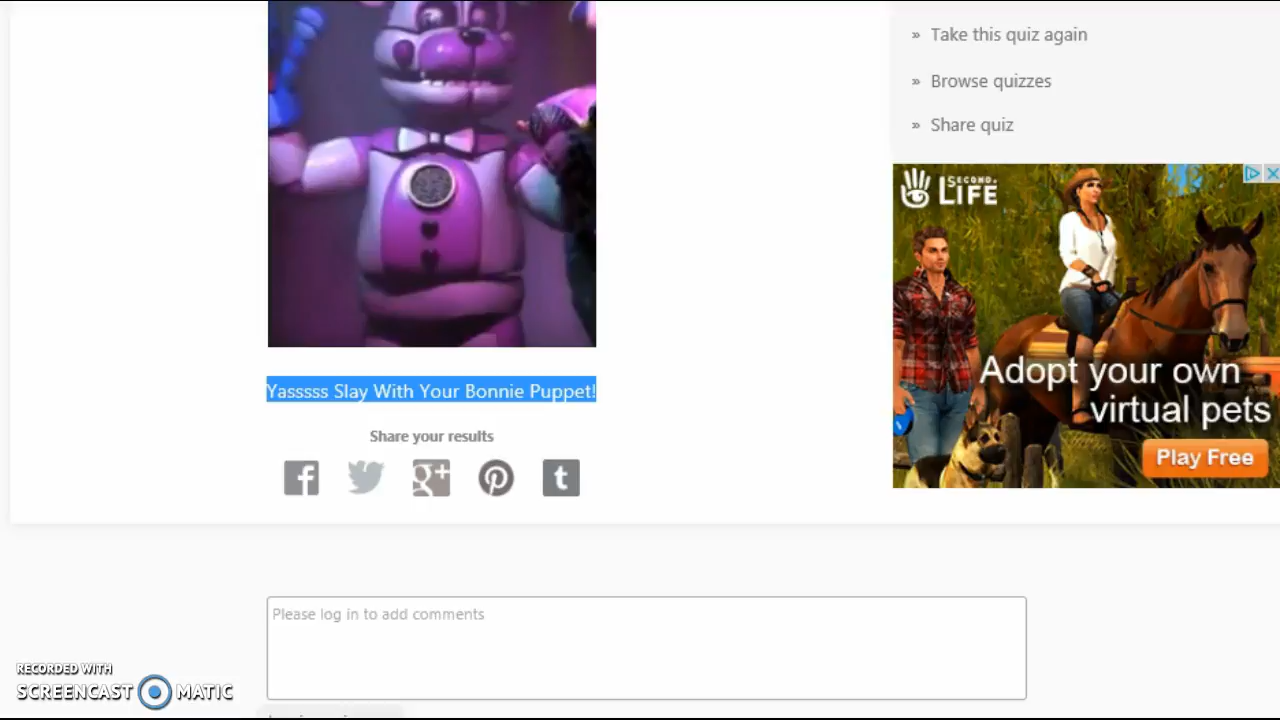 » Take this quiz again
» Browse quizzes
» Share quiz
SECOND LIFE
Adopt your own
virtual pets
Play Free
Yasssss Slay With Your Bonnie Puppet!
Share your results
f
g+
t
Please log in to add comments
RECORDED WITH
SCREENCAST MATIC